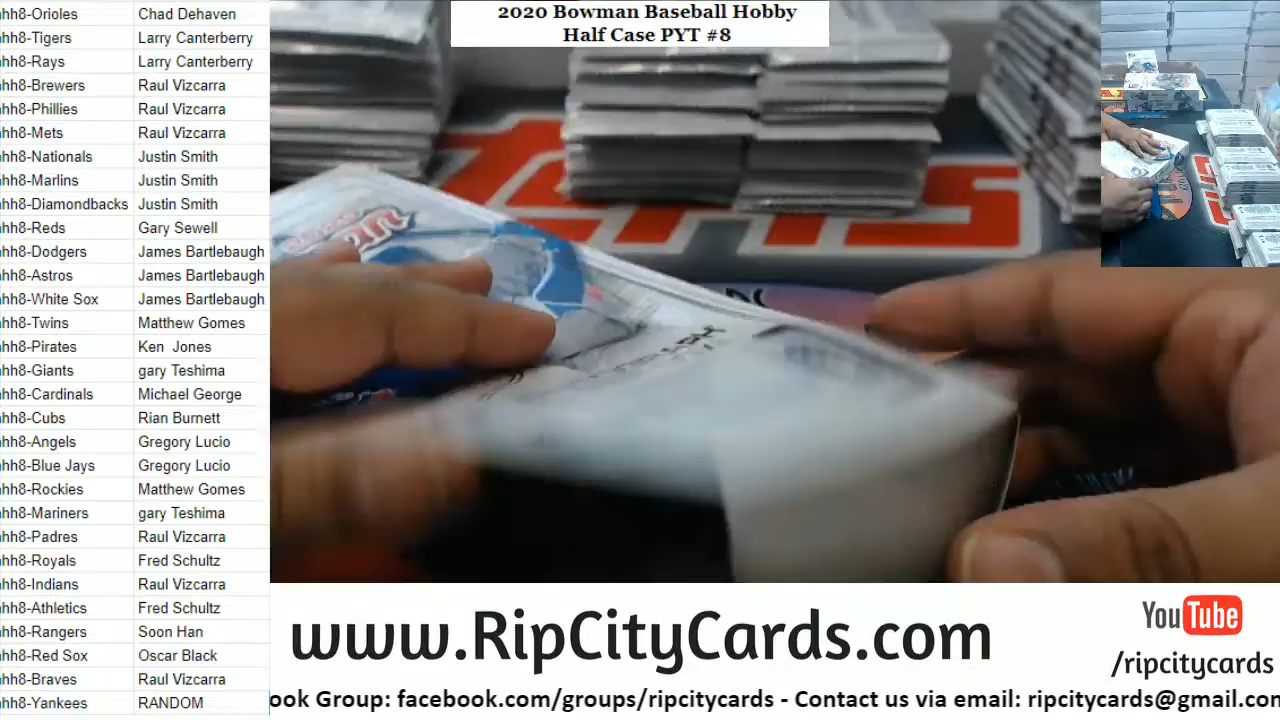 hh8-Orioles Chad Dehaven
hh8-Tigers Larry Canterberry
hh8-Rays Larry Canterberry
hh8-Brewers Raul Vizcarra
hh8-Phillies Raul Vizcarra
hh8-Mets Raul Vizcarra
hh8-Nationals Justin Smith
hh8-Marlins Justin Smith
hh8-Diamondbacks Justin Smith
hh8-Reds Gary Sewell
hh8-Dodgers James Bartlebaugh
hh8-Astros James Bartlebaugh
hh8-White Sox James Bartlebaugh
hh8-Twins Matthew Gomes
hh8-Pirates Ken Jones
hh8-Giants gary Teshima
hh8-Cardinals Michael George
hh8-Cubs Rian Burnett
hh8-Angels Gregory Lucio
hh8-Blue Jays Gregory Lucio
hh8-Rockies Matthew Gomes
hh8-Mariners gary Teshima
hh8-Padres Raul Vizcarra
hh8-Royals Fred Schultz
hh8-Indians Raul Vizcarra
hh8-Athletics Fred Schultz
hh8-Rangers Soon Han
hh8-Red Sox Oscar Black
hh8-Braves Raul Vizcarra
hh8-Yankees RANDOM
2020 Bowman Baseball Hobby
Half Case PYT #8
www.RipCityCards.com
YouTube
/ripcitycards
ook Group: facebook.com/groups/ripcitycards - Contact us via email: ripcitycards@gmail.con